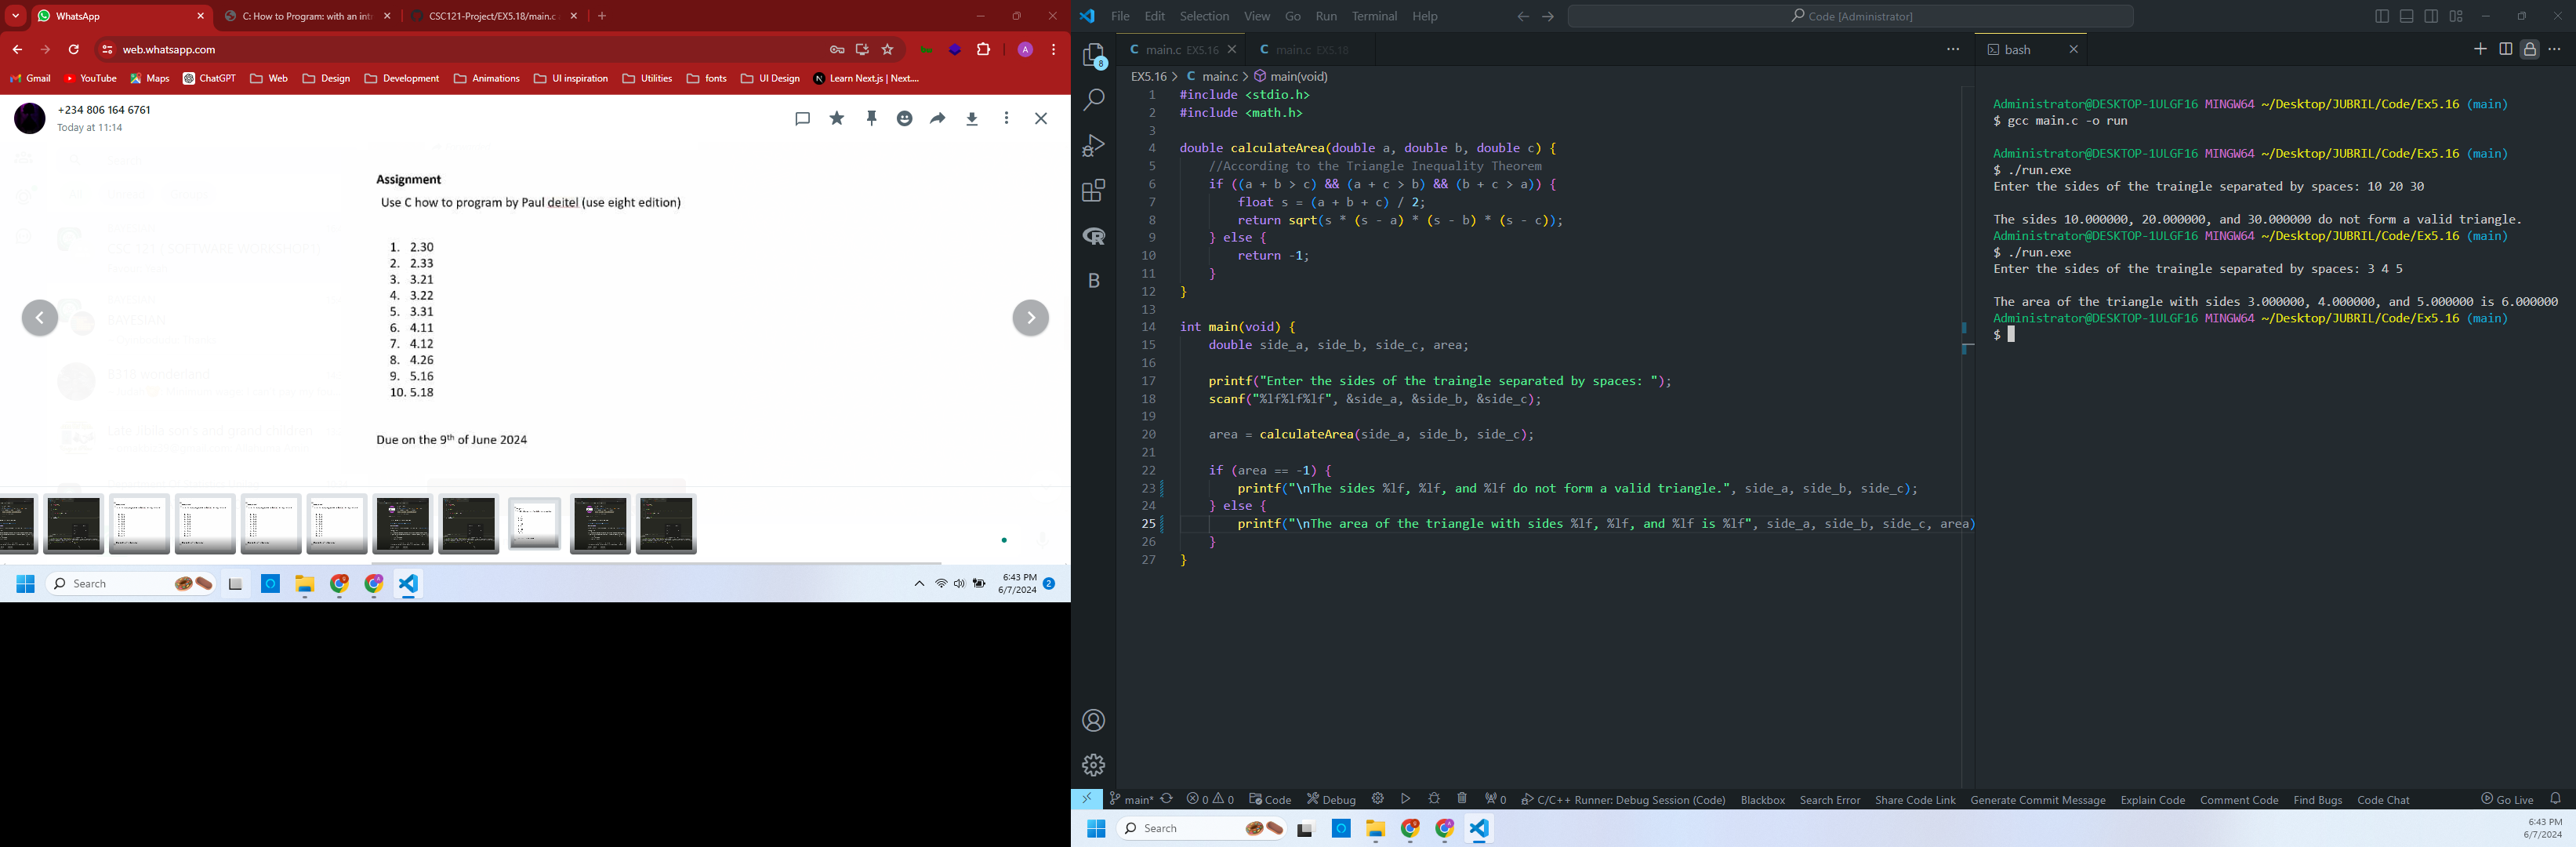 WhatsApp
C: How to Program: with an intr
CSC121-Project/EX5.18/main.c
web.whatsapp.com
A
Gmail
YouTube
Maps
ChatGPT
Web
Design
Development
Animations
UI inspiration
Utilities
fonts
UI Design
Learn Next.js | Next....
+234 806 164 6761
Today at 11:14
Assignment
Use C how to program by Paul deitel (use eight edition)
1. 2.30
2. 2.33
3. 3.21
4. 3.22
5. 3.31
6. 4.11
7. 4.12
8. 4.26
9. 5.16
10. 5.18
Due on the 9th of June 2024
Search
6:43 PM
6/7/2024
2
File Edit Selection View Go Run Terminal Help
Code [Administrator]
8
B
C main.c EX5.16
C main.c EX5.18
EX5.16 > C main.c > main(void)
1 #include <stdio.h>
2 #include <math.h>
3
4 double calculateArea(double a, double b, double c) {
5 //According to the Triangle Inequality Theorem
6 if ((a + b > c) && (a + c > b) && (b + c > a)) {
7 float s = (a + b + c) / 2;
8 return sqrt(s * (s - a) * (s - b) * (s - c));
9 } else {
10 return -1;
11 }
12 }
13
14 int main(void) {
15 double side_a, side_b, side_c, area;
16
17 printf("Enter the sides of the traingle separated by spaces: ");
18 scanf("%lf%lf%lf", &side_a, &side_b, &side_c);
19
20 area = calculateArea(side_a, side_b, side_c);
21
22 if (area == -1) {
23 printf("\nThe sides %lf, %lf, and %lf do not form a valid triangle.", side_a, side_b, side_c);
24 } else {
25 printf("\nThe area of the triangle with sides %lf, %lf, and %lf is %lf", side_a, side_b, side_c, area)
26 }
27 }
bash
Administrator@DESKTOP-1ULGF16 MINGW64 ~/Desktop/JUBRIL/Code/Ex5.16 (main)
$ gcc main.c -o run
Administrator@DESKTOP-1ULGF16 MINGW64 ~/Desktop/JUBRIL/Code/Ex5.16 (main)
$ ./run.exe
Enter the sides of the traingle separated by spaces: 10 20 30
The sides 10.000000, 20.000000, and 30.000000 do not form a valid triangle.
Administrator@DESKTOP-1ULGF16 MINGW64 ~/Desktop/JUBRIL/Code/Ex5.16 (main)
$ ./run.exe
Enter the sides of the traingle separated by spaces: 3 4 5
The area of the triangle with sides 3.000000, 4.000000, and 5.000000 is 6.000000
Administrator@DESKTOP-1ULGF16 MINGW64 ~/Desktop/JUBRIL/Code/Ex5.16 (main)
$
main* 0 0 Code Debug 0 C/C++ Runner: Debug Session (Code) Blackbox Search Error Share Code Link Generate Commit Message Explain Code Comment Code Find Bugs Code Chat Go Live
Search
6:43 PM
6/7/2024